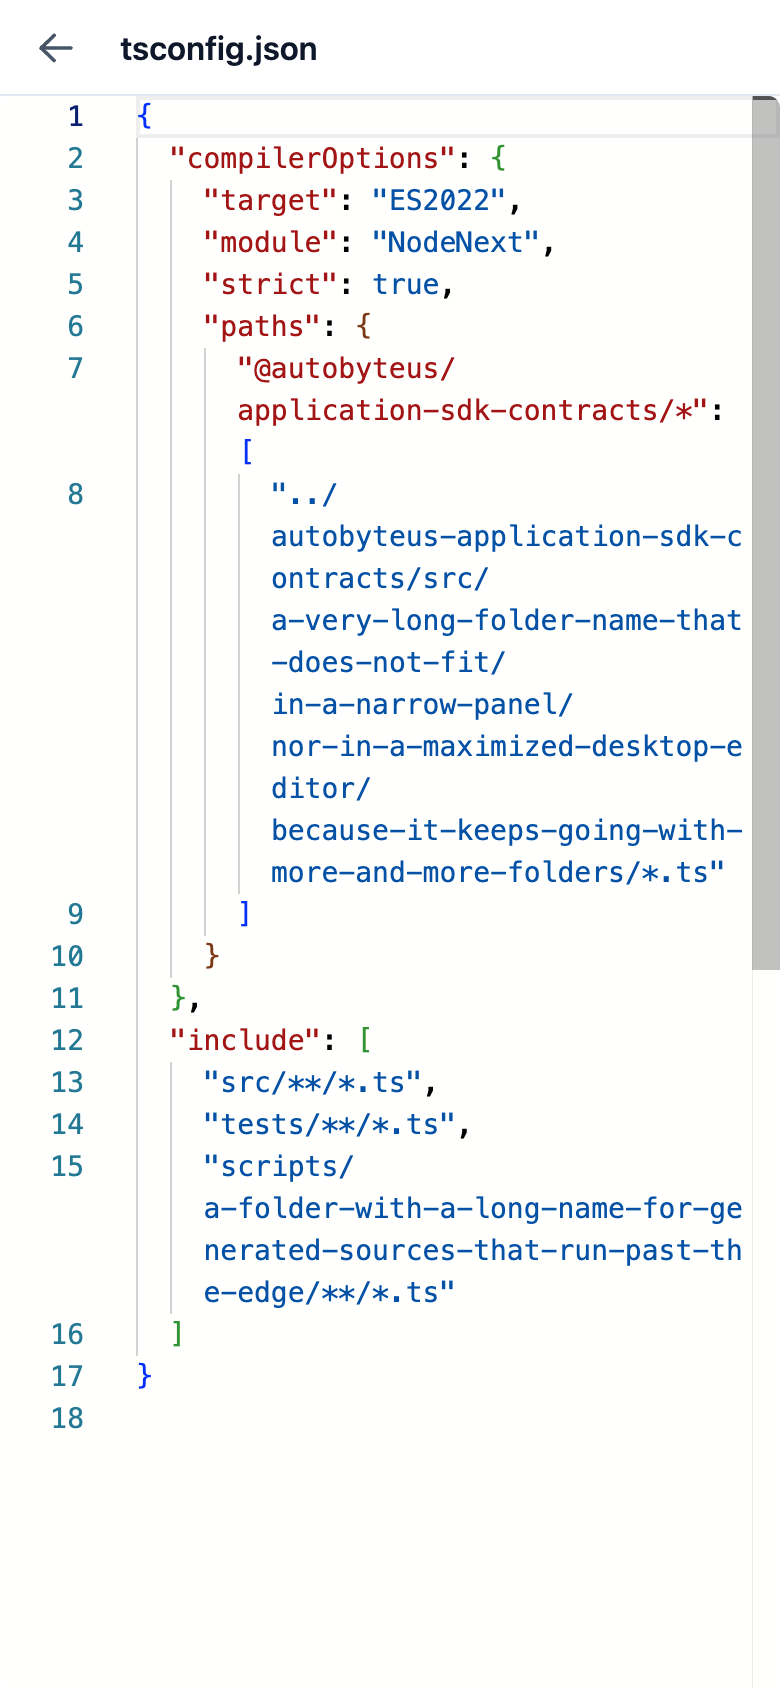 tsconfig.json
1 {
2 "compilerOptions": {
3 "target": "ES2022",
4 "module": "NodeNext",
5 "strict": true,
6 "paths": {
7 "@autobyteus/
application-sdk-contracts/*":
[
8 "../
autobyteus-application-sdk-c
ontracts/src/
a-very-long-folder-name-that
-does-not-fit/
in-a-narrow-panel/
nor-in-a-maximized-desktop-e
ditor/
because-it-keeps-going-with-
more-and-more-folders/*.ts"
9 ]
10 }
11 },
12 "include": [
13 "src/**/*.ts",
14 "tests/**/*.ts",
15 "scripts/
a-folder-with-a-long-name-for-ge
nerated-sources-that-run-past-th
e-edge/**/*.ts"
16 ]
17 }
18